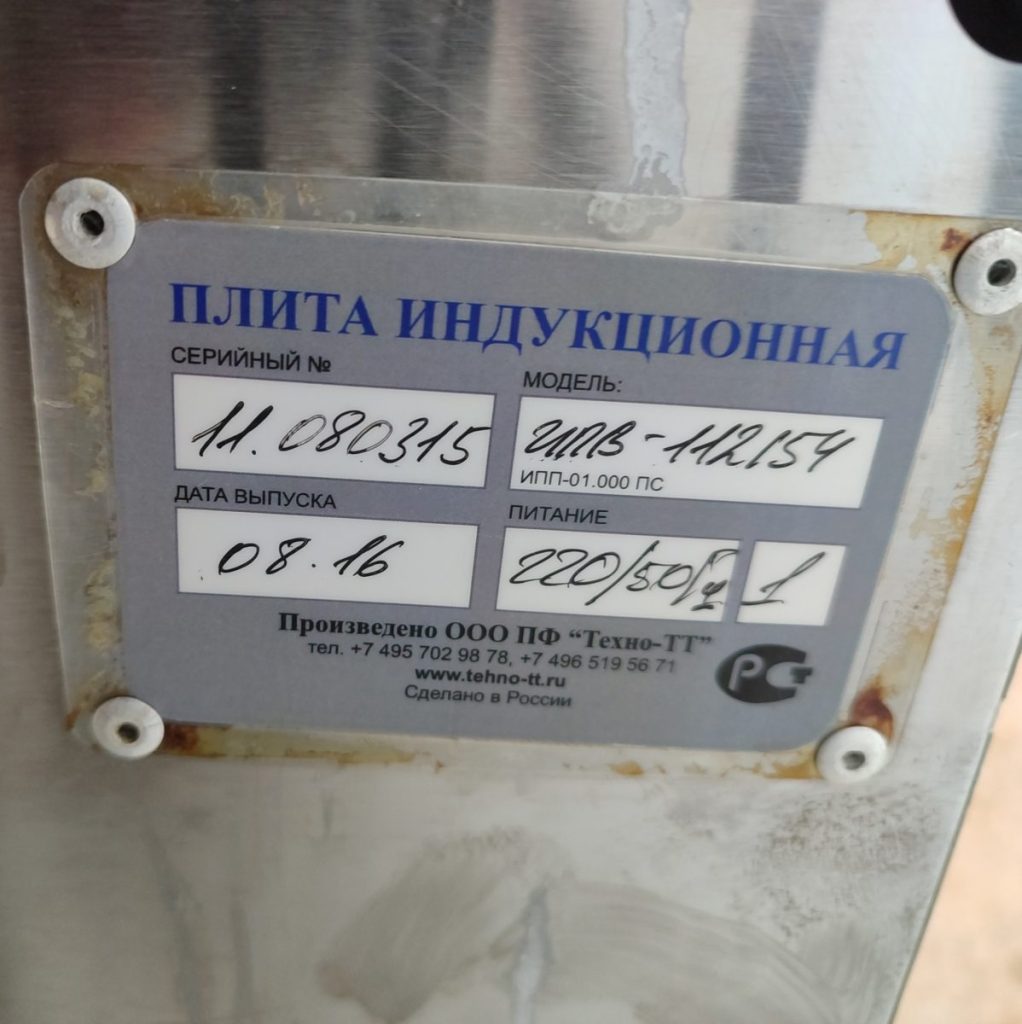 ПЛИТА ИНДУКЦИОННАЯ
СЕРИЙНЫЙ №
11.080315
МОДЕЛЬ:
ИПВ-112154
ИПП-01.000 ПС
ДАТА ВЫПУСКА
08.16
ПИТАНИЕ
220/50/Гц 1
Произведено ООО ПФ “Техно-ТТ”
тел. +7 495 702 98 78, +7 496 519 56 71
www.tehno-tt.ru
Сделано в России
РСТ